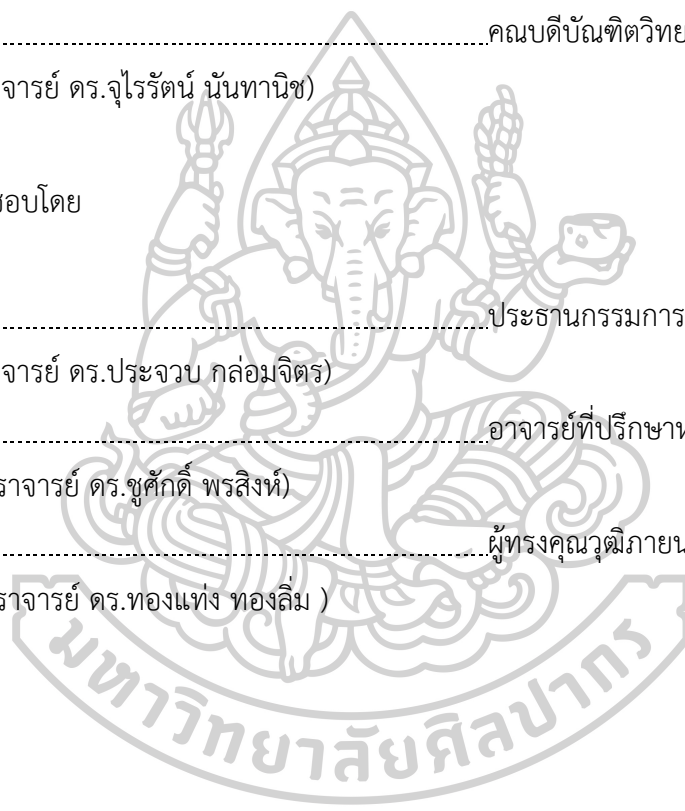 คณบดีบัณฑิตวิทย
จารย์ ดร.จุไรรัตน์ นันทานิช)
สอบโดย
ประธานกรรมการ
จารย์ ดร.ประจวบ กล่อมจิตร)
อาจารย์ที่ปรึกษาห
ราจารย์ ดร.ชูศักดิ์ พรสิงห์)
ผู้ทรงคุณวุฒิภายน
ราจารย์ ดร.ทองแท่ง ทองลิ่ม )
มหาวิทยาลัยศิลปากร